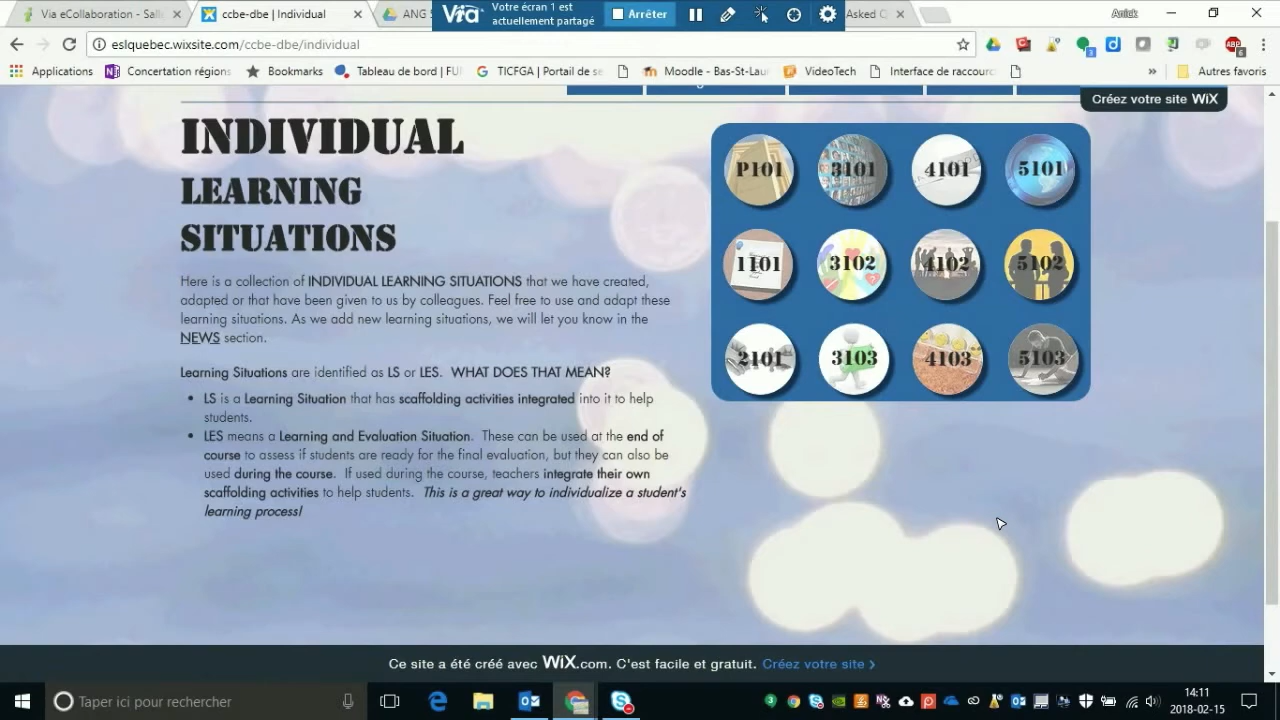 Via eCollaboration - Sall
ccbe-dbe | Individual
ANG
Via
Votre écran 1 est
actuellement partagé
Arrêter
Asked
Anick
eslquebec.wixsite.com/ccbe-dbe/individual
Applications
Concertation régions
Bookmarks
Tableau de bord | FU
TICFGA | Portail de se
Moodle - Bas-St-Lau
VideoTech
Interface de raccour
»
Autres favoris
Créez votre site WiX
INDIVIDUAL
LEARNING
SITUATIONS
Here is a collection of INDIVIDUAL LEARNING SITUATIONS that we have created,
adapted or that have been given to us by colleagues. Feel free to use and adapt these
learning situations. As we add new learning situations, we will let you know in the
NEWS section.
Learning Situations are identified as LS or LES. WHAT DOES THAT MEAN?
• LS is a Learning Situation that has scaffolding activities integrated into it to help
students.
• LES means a Learning and Evaluation Situation. These can be used at the end of
course to assess if students are ready for the final evaluation, but they can also be
used during the course. If used during the course, teachers integrate their own
scaffolding activities to help students. This is a great way to individualize a student's
learning process!
P101 3101 4101 5101
1101 3102 4102 5102
2101 3103 4103 5103
Ce site a été créé avec WiX.com. C'est facile et gratuit. Créez votre site >
Taper ici pour rechercher
14:11
2018-02-15